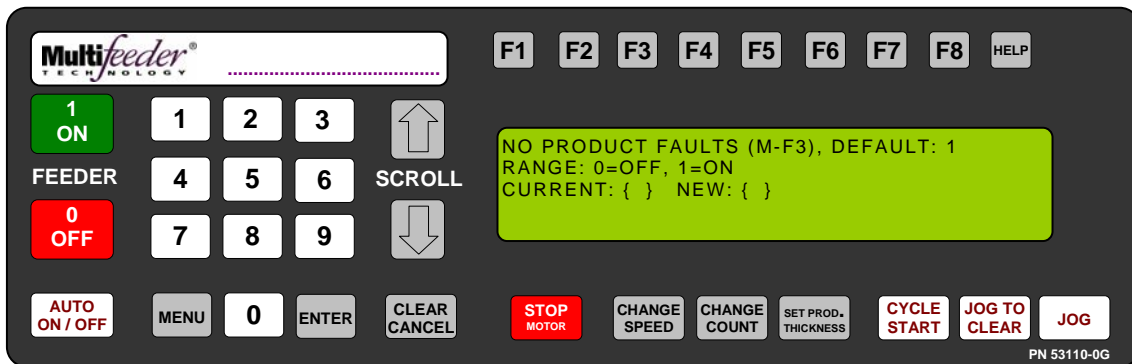 Multifeeder®
TECHNOLOGY
F1 F2 F3 F4 F5 F6 F7 F8 HELP
1
ON
FEEDER
0
OFF
1 2 3
4 5 6
7 8 9
SCROLL
NO PRODUCT FAULTS (M-F3), DEFAULT: 1
RANGE: 0=OFF, 1=ON
CURRENT: { } NEW: { }
AUTO
ON / OFF
MENU
0
ENTER
CLEAR
CANCEL
STOP
MOTOR
CHANGE
SPEED
CHANGE
COUNT
SET PROD.
THICKNESS
CYCLE
START
JOG TO
CLEAR
JOG
PN 53110-0G